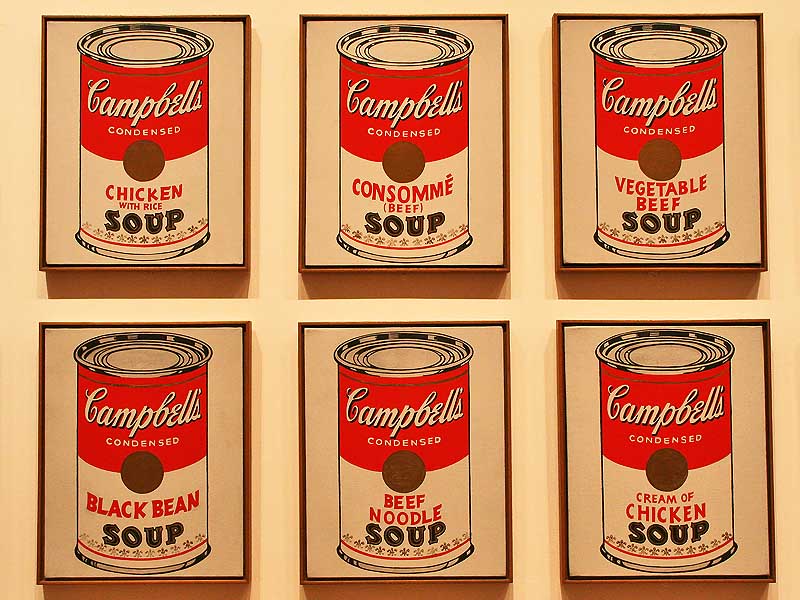 Campbell's
CONDENSED
CHICKEN
WITH RICE
SOUP
Campbell's
CONDENSED
CONSOMMÉ
(BEEF)
SOUP
Campbell's
CONDENSED
VEGETABLE
BEEF
SOUP
Campbell's
CONDENSED
BLACK BEAN
SOUP
Campbell's
CONDENSED
BEEF
NOODLE
SOUP
Campbell's
CONDENSED
CREAM OF
CHICKEN
SOUP